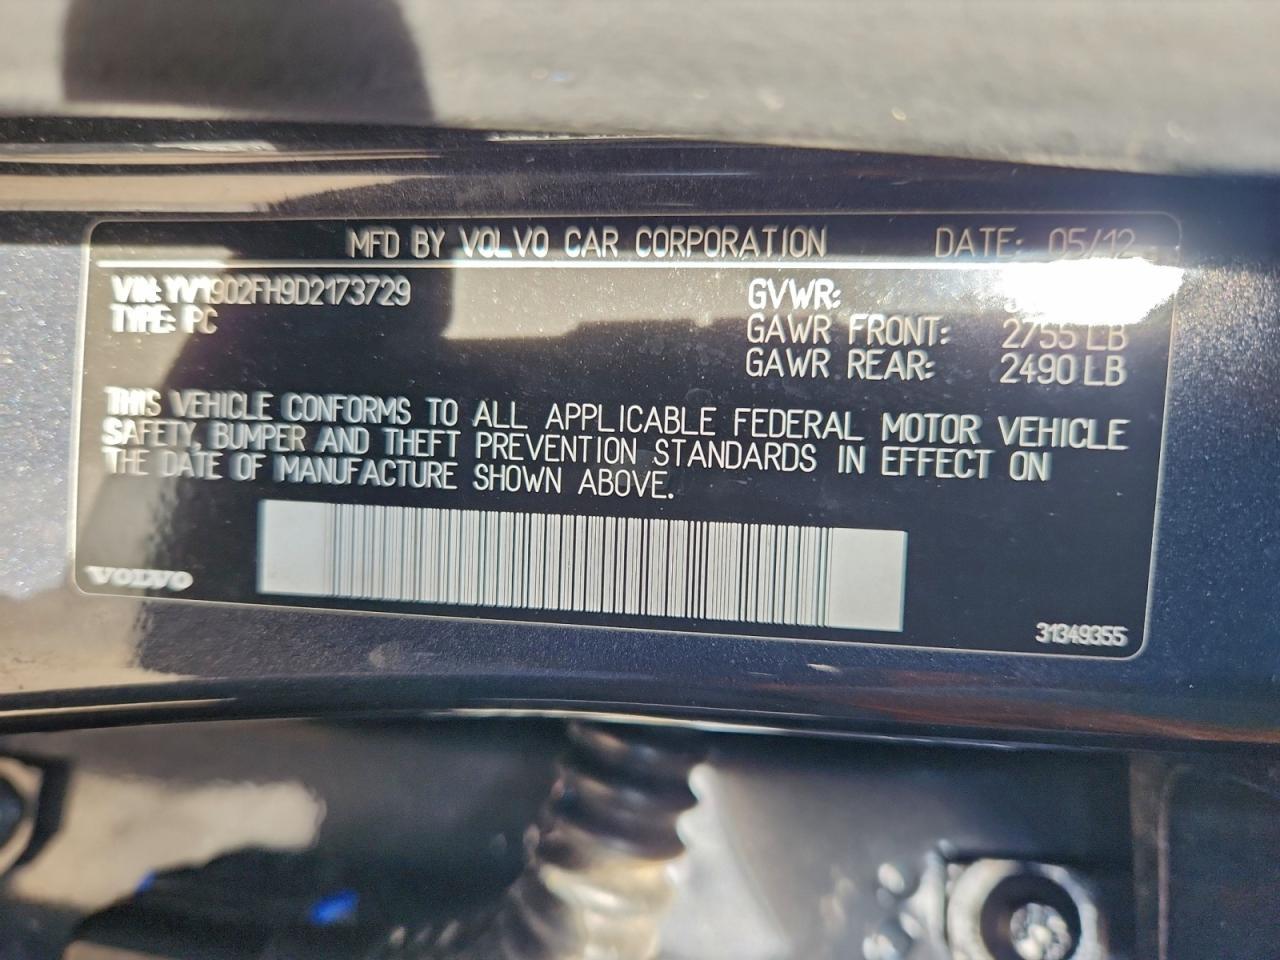 MFD BY VOLVO CAR CORPORATION DATE: 05/12
VIN: YV1902FH9D2173729 GVWR:
TYPE: PC GAWR FRONT: 2755 LB
GAWR REAR: 2490 LB
THIS VEHICLE CONFORMS TO ALL APPLICABLE FEDERAL MOTOR VEHICLE
SAFETY, BUMPER AND THEFT PREVENTION STANDARDS IN EFFECT ON
THE DATE OF MANUFACTURE SHOWN ABOVE.
VOLVO
31349355